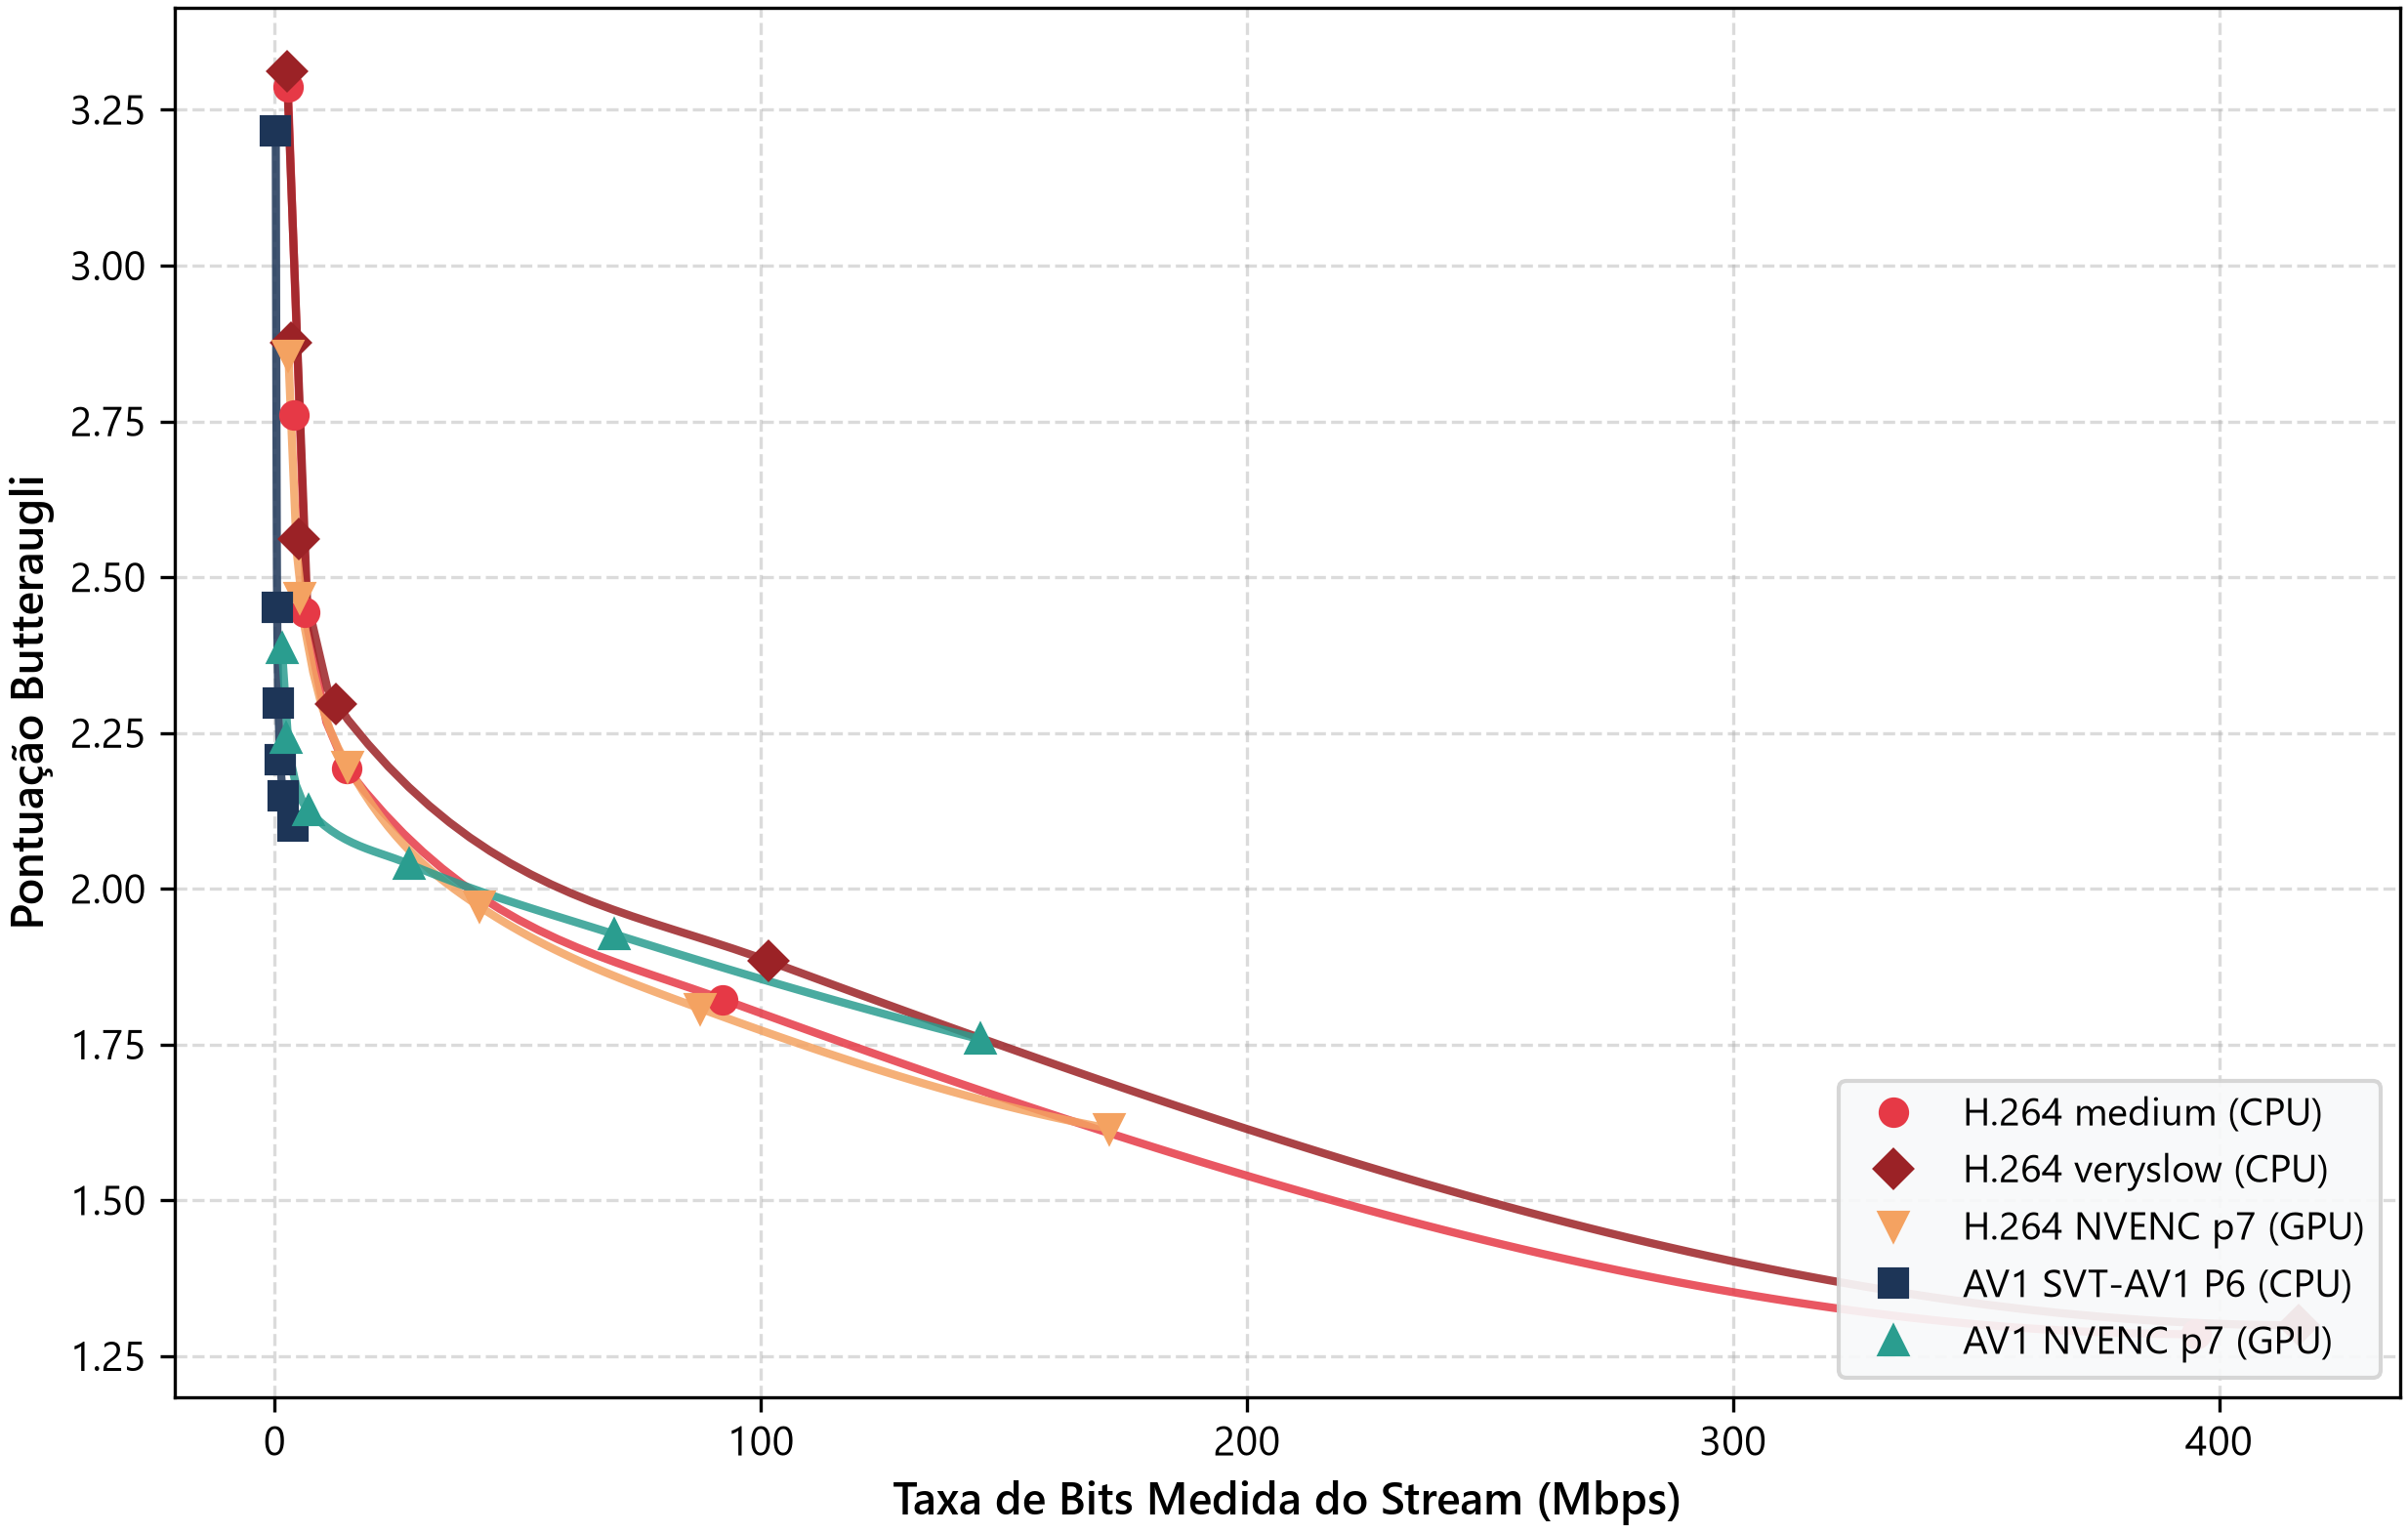 Pontuação Butteraugli
3.25
3.00
2.75
2.50
2.25
2.00
1.75
1.50
1.25
H.264 medium (CPU)
H.264 veryslow (CPU)
H.264 NVENC p7 (GPU)
AV1 SVT-AV1 P6 (CPU)
AV1 NVENC p7 (GPU)
0 100 200 300 400
Taxa de Bits Medida do Stream (Mbps)